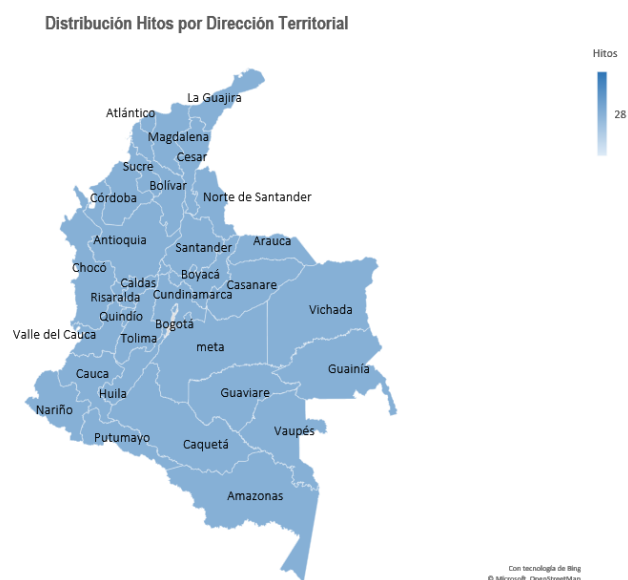 Distribución Hitos por Dirección Territorial
Hitos
28
La Guajira
Atlántico
Magdalena
Cesar
Sucre
Bolívar
Córdoba
Norte de Santander
Antioquia
Santander
Arauca
Chocó
Boyacá
Caldas
Casanare
Risaralda
Cundinamarca
Vichada
Quindío
Bogotá
Valle del Cauca
Tolima
meta
Guainía
Cauca
Huila
Guaviare
Nariño
Vaupés
Putumayo
Caquetá
Amazonas
Con tecnología de Bing
© Microsoft, OpenStreetMap